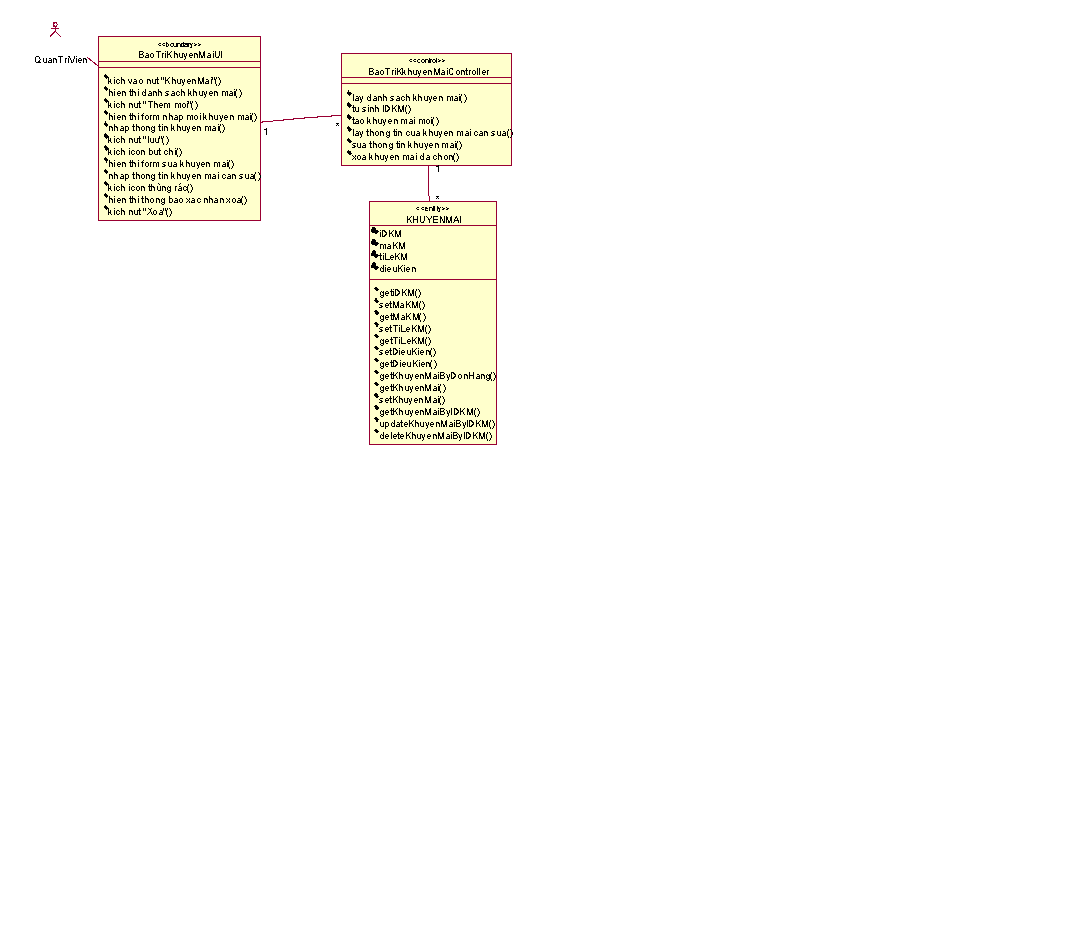 QuanTriVien
<<boundary>>
BaoTriKhuyenMaiUI
kich vao nut "KhuyenMai"()
hien thi danh sach khuyen mai()
kich nut "Them moi"()
hien thi form nhap moi khuyen mai()
nhap thong tin khuyen mai()
kich nut "luu"()
kich icon but chi()
hien thi form sua khuyen mai()
nhap thong tin khuyen mai can sua()
kich icon thùng rác()
hien thi thong bao xac nhan xoa()
kich nut "Xoa"()
1
*
<<control>>
BaoTriKkhuyenMaiController
lay danh sach khuyen mai()
tu sinh IDKM()
tao khuyen mai moi()
lay thong tin cua khuyen mai can sua()
sua thong tin khuyen mai()
xoa khuyen mai da chon()
1
*
<<Entity>>
KHUYENMAI
iDKM
maKM
tiLeKM
dieuKien
getiDKM()
setMaKM()
getMaKM()
setTiLeKM()
getTiLeKM()
setDieuKien()
getDieuKien()
getKhuyenMaiByDonHang()
getKhuyenMai()
setKhuyenMai()
getKhuyenMaiByIDKM()
updateKhuyenMaiByIDKM()
deleteKhuyenMaiByIDKM()